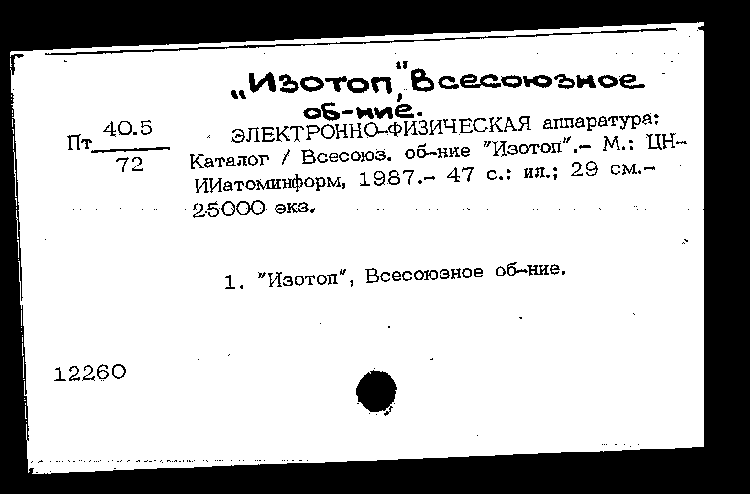 „Изотоп", Всесоюзное
об-ние.
Пт 40.5
72
ЭЛЕКТРОННО-ФИЗИЧЕСКАЯ аппаратура:
Каталог / Всесоюз. об-ние "Изотоп".- М.: ЦН-
ИИатоминформ, 1987.- 47 с.: ил.; 29 см.-
25000 экз.
1. "Изотоп", Всесоюзное об-ние.
12260